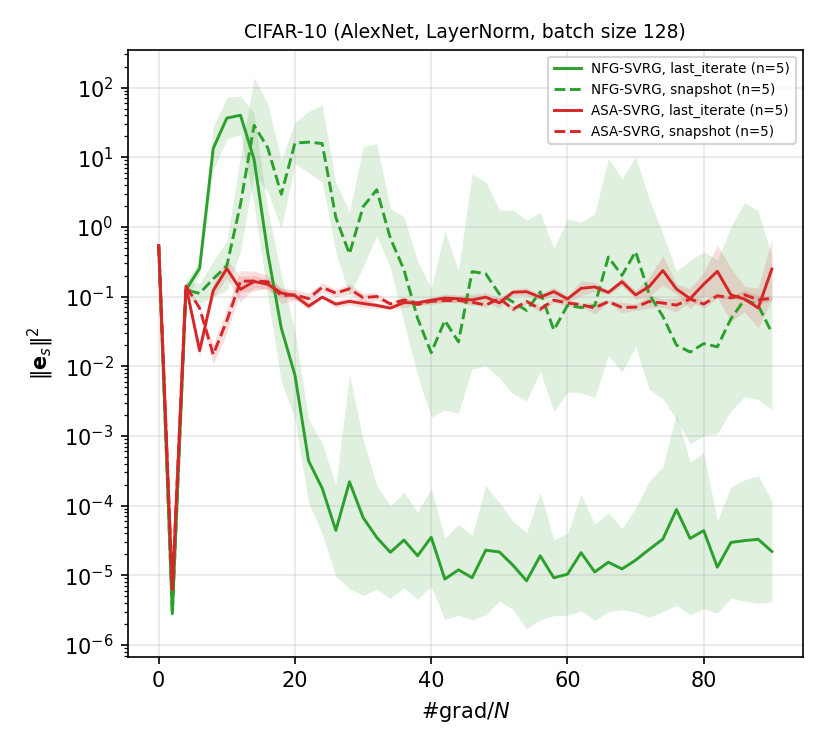 CIFAR-10 (AlexNet, LayerNorm, batch size 128)
NFG-SVRG, last_iterate (n=5)
NFG-SVRG, snapshot (n=5)
ASA-SVRG, last_iterate (n=5)
ASA-SVRG, snapshot (n=5)
‖e_s‖²
10²
10¹
10⁰
10⁻¹
10⁻²
10⁻³
10⁻⁴
10⁻⁵
10⁻⁶
0 20 40 60 80
#grad/N